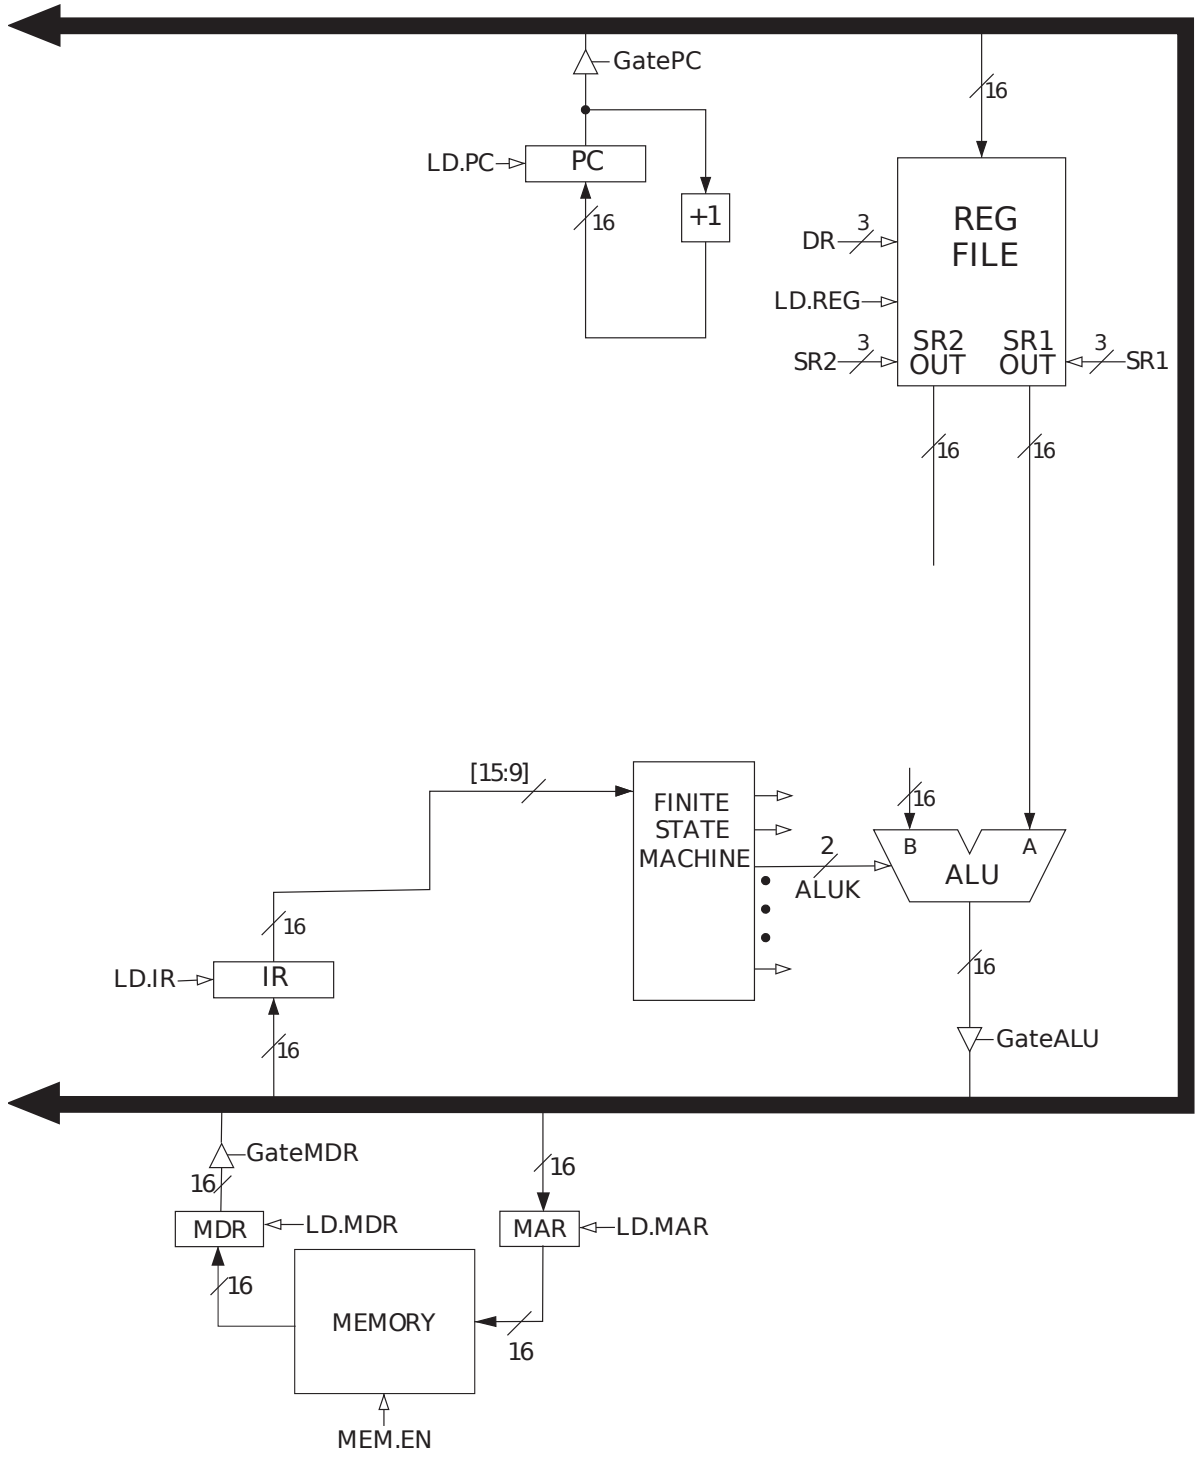 GatePC
16
LD.PC
PC
16
+1
REG
FILE
DR
3
LD.REG
SR2
3
SR2
OUT
SR1
OUT
3
SR1
16
16
[15:9]
FINITE
STATE
MACHINE
2
ALUK
16
B
A
ALU
16
LD.IR
IR
16
16
GateALU
GateMDR
16
16
MDR
LD.MDR
MAR
LD.MAR
16
MEMORY
16
MEM.EN